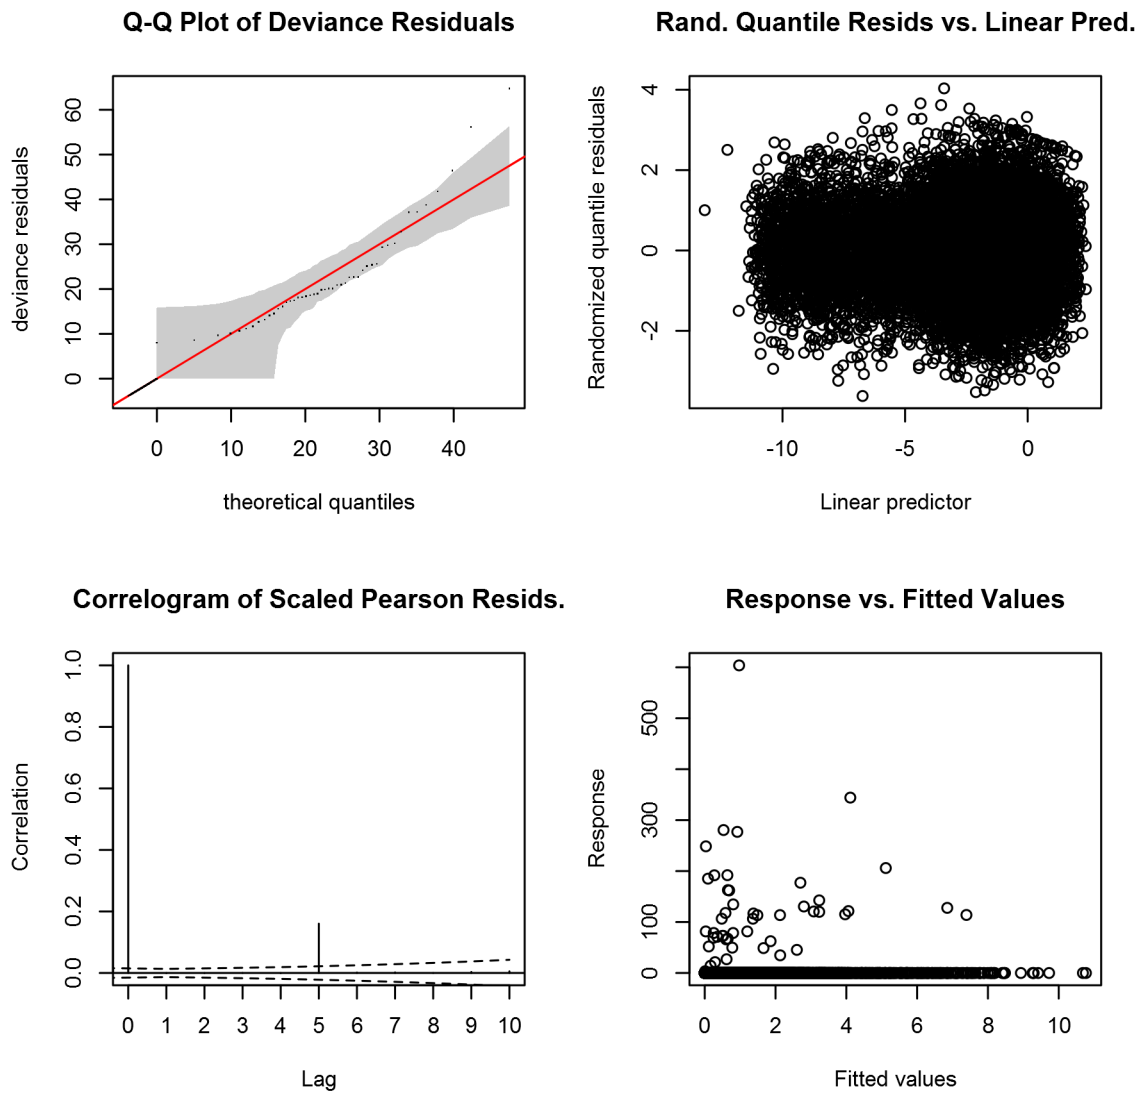 Q-Q Plot of Deviance Residuals
deviance residuals
60
50
40
30
20
10
0
0 10 20 30 40
theoretical quantiles
Rand. Quantile Resids vs. Linear Pred.
Randomized quantile residuals
4
2
0
-2
-10 -5 0
Linear predictor
Correlogram of Scaled Pearson Resids.
Correlation
1.0
0.8
0.6
0.4
0.2
0.0
0 1 2 3 4 5 6 7 8 9 10
Lag
Response vs. Fitted Values
Response
500
300
100
0
0 2 4 6 8 10
Fitted values